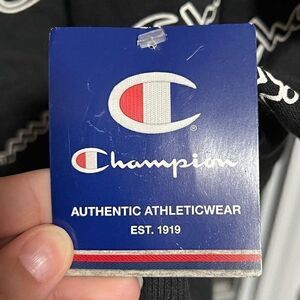 C®
Champion
AUTHENTIC ATHLETICWEAR
EST. 1919